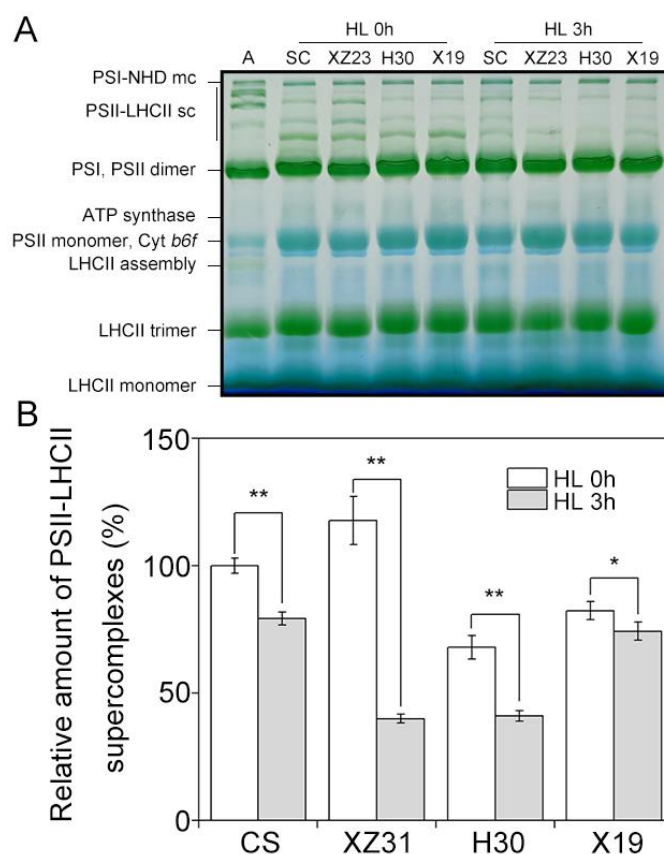 A
HL 0h HL 3h
A SC XZ23 H30 X19 SC XZ23 H30 X19
PSI-NHD mc
PSII-LHCII sc
PSI, PSII dimer
ATP synthase
PSII monomer, Cyt b6f
LHCII assembly
LHCII trimer
LHCII monomer
B
Relative amount of PSII-LHCII
supercomplexes (%)
150
100
50
0
** ** ** *
HL 0h
HL 3h
CS XZ31 H30 X19